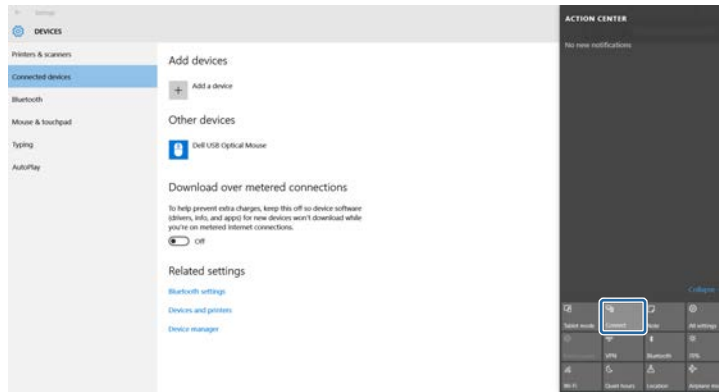 Settings
DEVICES
Printers & scanners
Connected devices
Bluetooth
Mouse & touchpad
Typing
AutoPlay
Add devices
Add a device
Other devices
Dell USB Optical Mouse
Download over metered connections
To help prevent extra charges, keep this off so device software
(drivers, info, and apps) for new devices won't download while
you're on metered Internet connections.
Off
Related settings
Bluetooth settings
Devices and printers
Device manager
ACTION CENTER
No new notifications
Collapse
Tablet mode
Connect
Note
All settings
VPN
Bluetooth
70%
Wi-Fi
Quiet hours
Location
Airplane mo